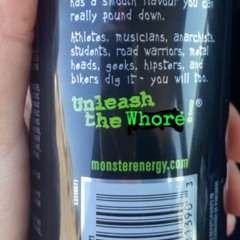 has a smooth flavour you can
really pound down.
Athletes, musicians, anarchists,
students, road warriors, metal
heads, geeks, hipsters, and
bikers dig it - you will too.
Unleash
the Whore!®
monsterenergy.com